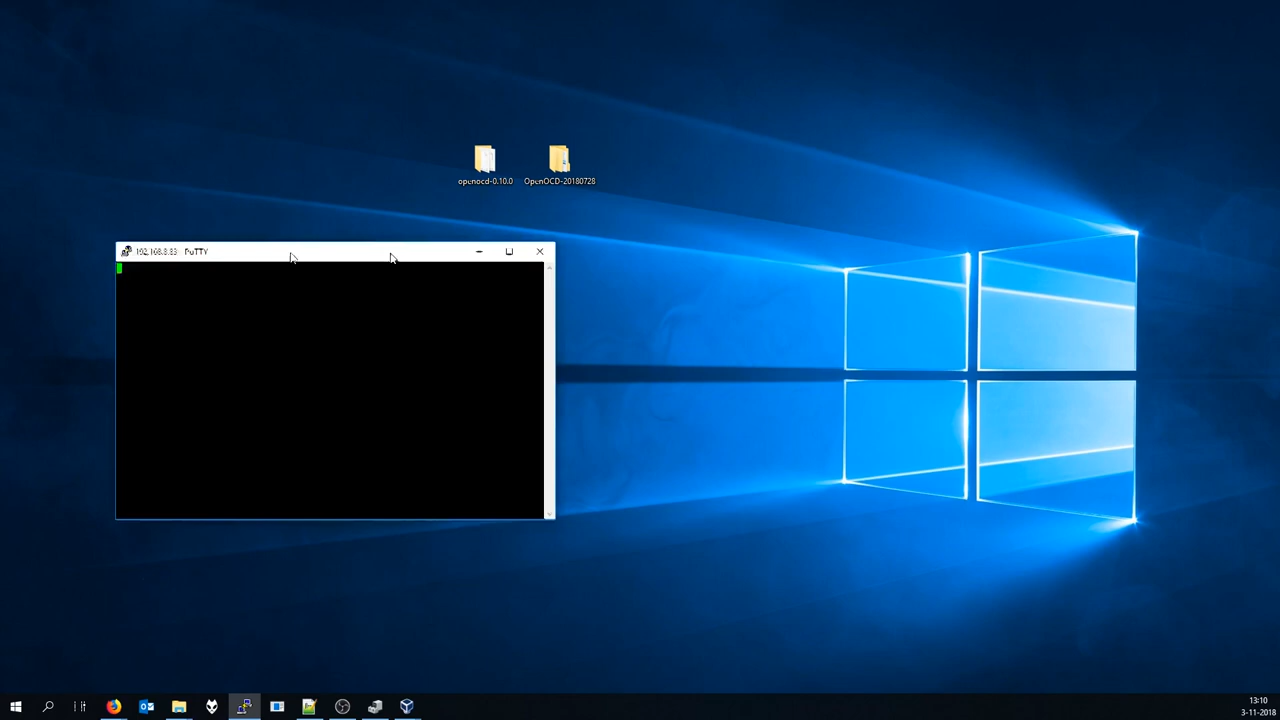 openocd-0.10.0
OpenOCD-20180728
192.168.8.83 - PuTTY
13:10
3-11-2018